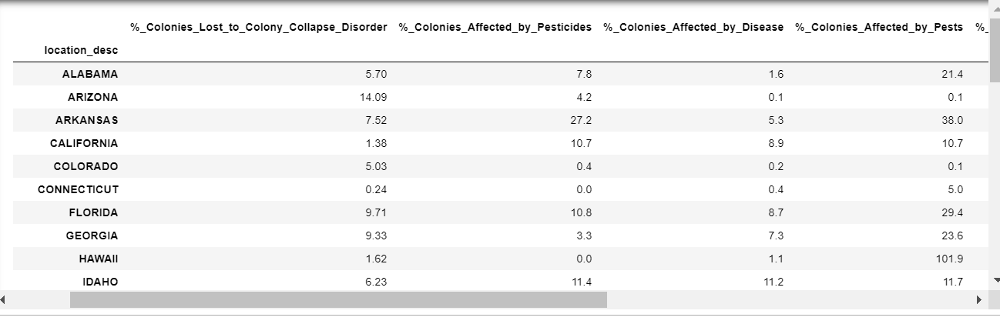 %_Colonies_Lost_to_Colony_Collapse_Disorder %_Colonies_Affected_by_Pesticides %_Colonies_Affected_by_Disease %_Colonies_Affected_by_Pests %_
location_desc
ALABAMA 5.70 7.8 1.6 21.4
ARIZONA 14.09 4.2 0.1 0.1
ARKANSAS 7.52 27.2 5.3 38.0
CALIFORNIA 1.38 10.7 8.9 10.7
COLORADO 5.03 0.4 0.2 0.1
CONNECTICUT 0.24 0.0 0.4 5.0
FLORIDA 9.71 10.8 8.7 29.4
GEORGIA 9.33 3.3 7.3 23.6
HAWAII 1.62 0.0 1.1 101.9
IDAHO 6.23 11.4 11.2 11.7